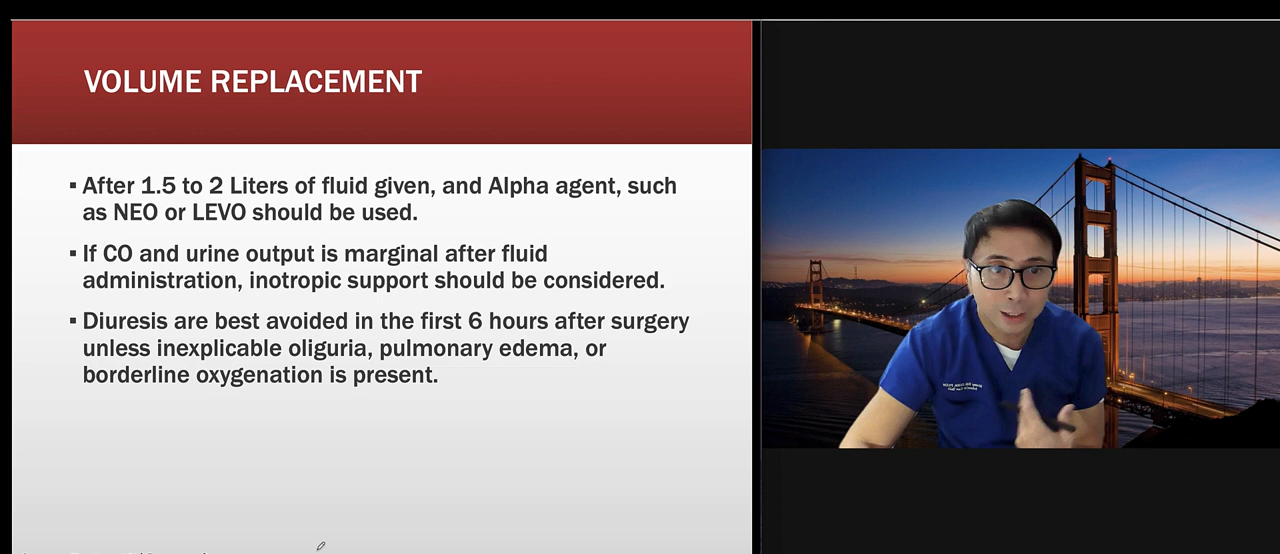 VOLUME REPLACEMENT
▪ After 1.5 to 2 Liters of fluid given, and Alpha agent, such
as NEO or LEVO should be used.
▪ If CO and urine output is marginal after fluid
administration, inotropic support should be considered.
▪ Diuresis are best avoided in the first 6 hours after surgery
unless inexplicable oliguria, pulmonary edema, or
borderline oxygenation is present.